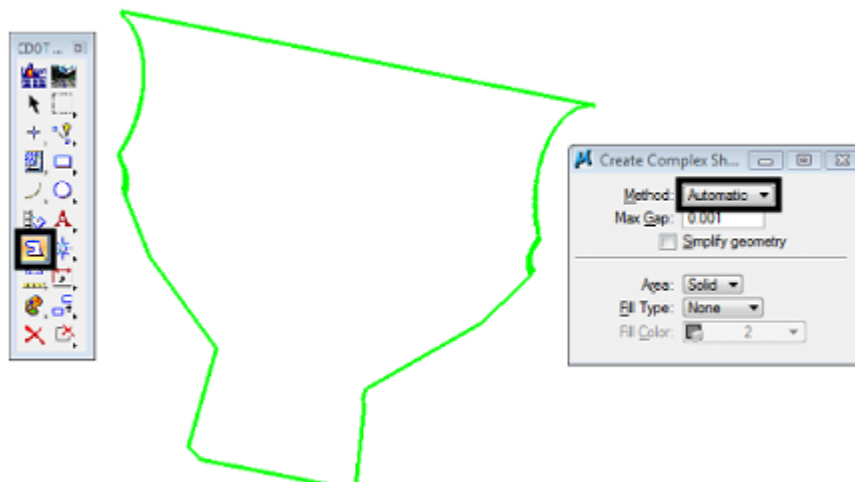 CDOT ...
Create Complex Sh...
Method: Automatic
Max Gap: 0.001
Simplify geometry
Area: Solid
Fill Type: None
Fill Color: 2